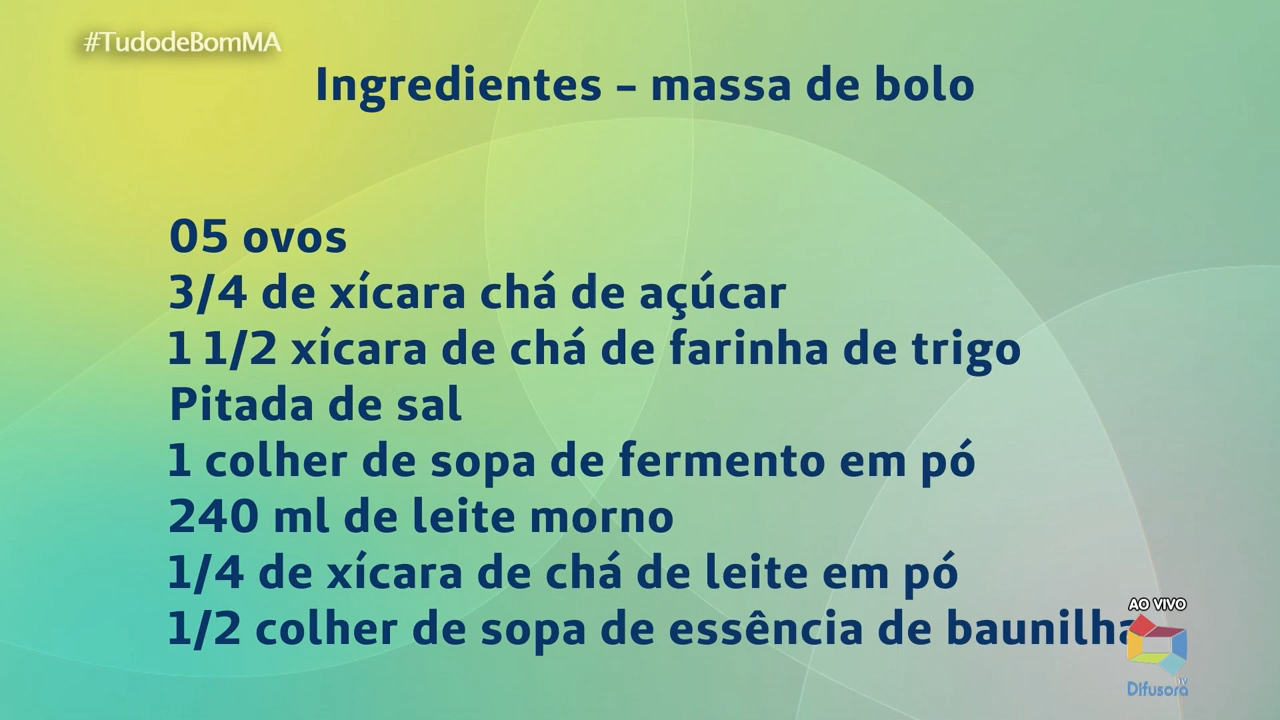 #TudodeBomMA
Ingredientes – massa de bolo
05 ovos
3/4 de xícara chá de açúcar
1 1/2 xícara de chá de farinha de trigo
Pitada de sal
1 colher de sopa de fermento em pó
240 ml de leite morno
1/4 de xícara de chá de leite em pó
1/2 colher de sopa de essência de baunilha
AO VIVO
TV
Difusora